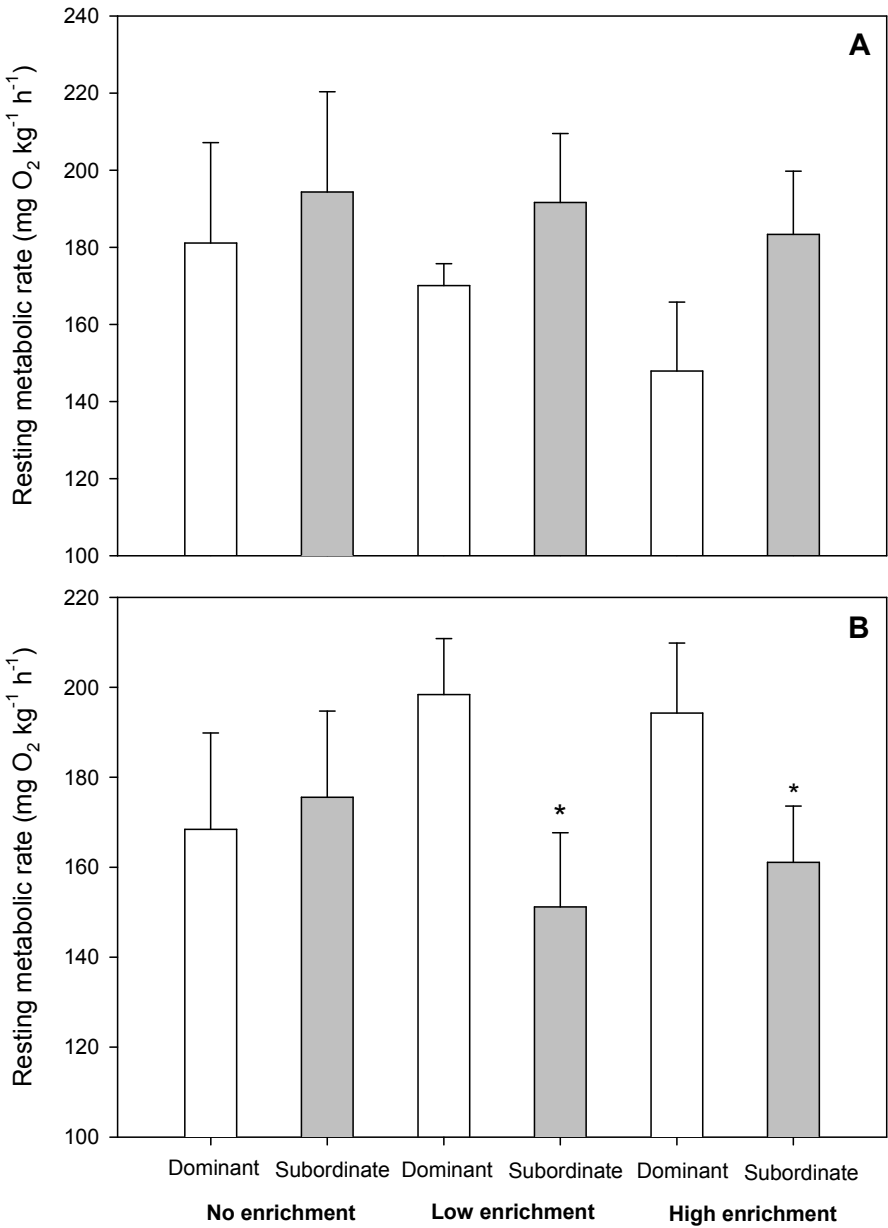 A
Resting metabolic rate (mg O₂ kg⁻¹ h⁻¹)
240
220
200
180
160
140
120
100
B
Resting metabolic rate (mg O₂ kg⁻¹ h⁻¹)
220
200
180
160
140
120
100
*
*
Dominant Subordinate Dominant Subordinate Dominant Subordinate
No enrichment Low enrichment High enrichment